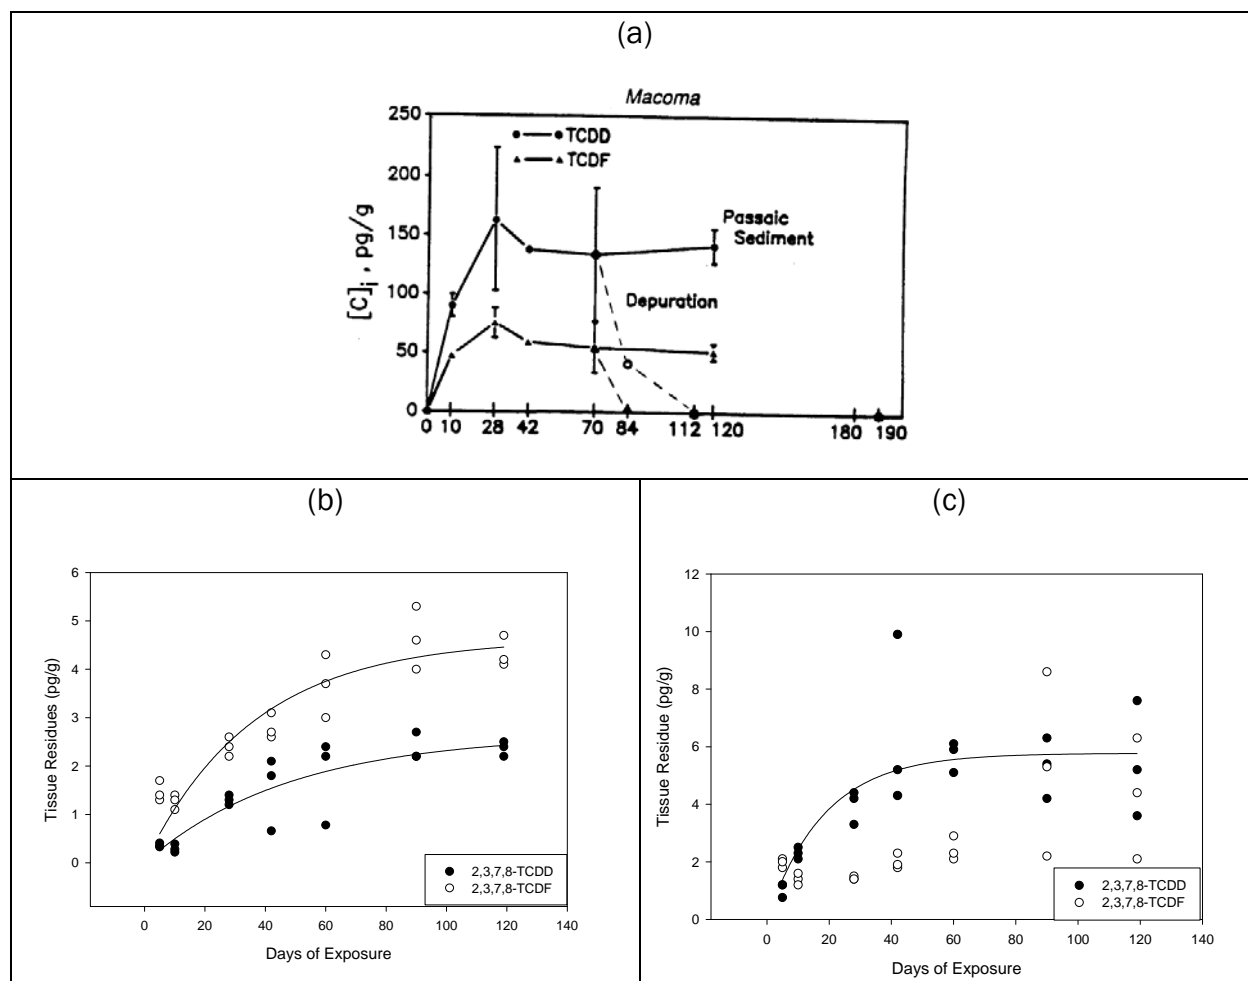 (a)
Macoma
250
TCDD
TCDF
200
150
100
50
0
[C]i, pg/g
Passaic
Sediment
Depuration
0 10 28 42 70 84 112 120 180 190
(b)
6
5
4
3
2
1
0
Tissue Residues (pg/g)
2,3,7,8-TCDD
2,3,7,8-TCDF
0 20 40 60 80 100 120 140
Days of Exposure
(c)
12
10
8
6
4
2
0
Tissue Residue (pg/g)
2,3,7,8-TCDD
2,3,7,8-TCDF
0 20 40 60 80 100 120 140
Days of Exposure